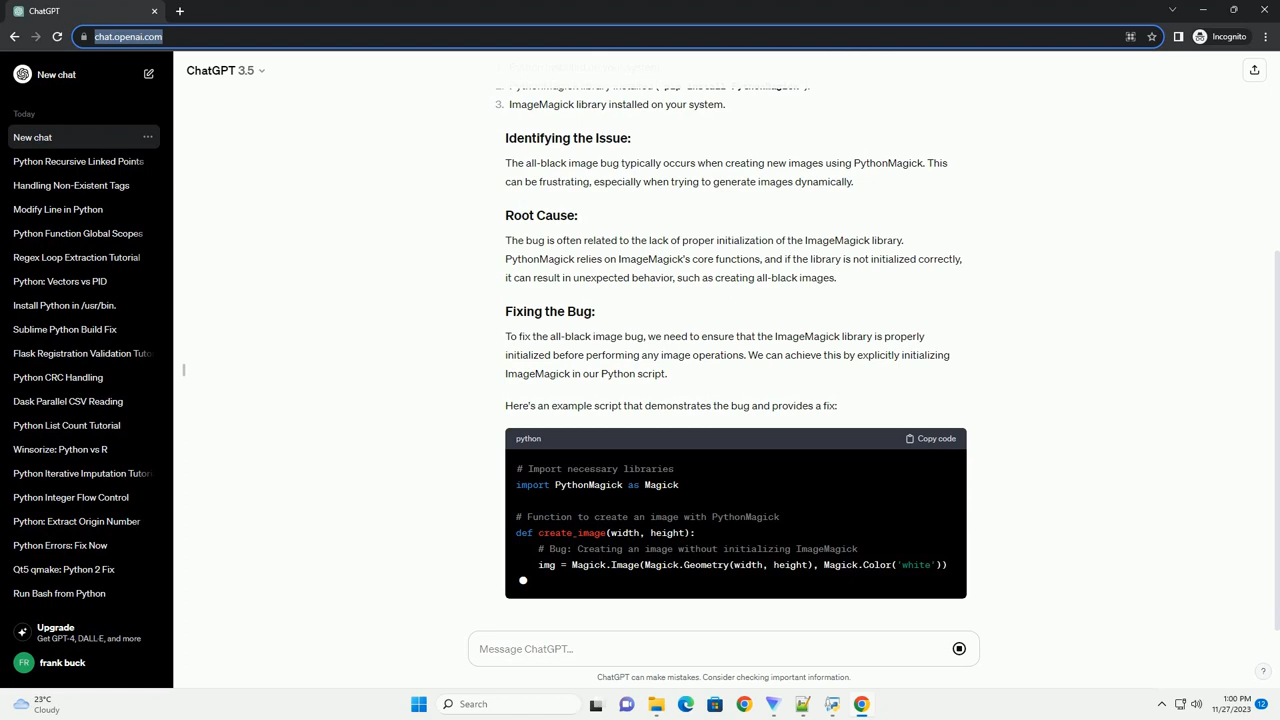 ChatGPT
chat.openai.com
Incognito
New chat
ChatGPT 3.5
Today
New chat
Python Recursive Linked Points
Handling Non-Existent Tags
Modify Line in Python
Python Function Global Scopes
Regex Loop Extraction Tutorial
Python: Vectors vs PID
Install Python in /usr/bin.
Sublime Python Build Fix
Flask Registration Validation Tuto
Python CRC Handling
Dask Parallel CSV Reading
Python List Count Tutorial
Winsorize: Python vs R
Python Iterative Imputation Tutori
Python Integer Flow Control
Python Extract Origin Number
Python Errors: Fix Now
Qt5 qmake: Python 2 Fix
Run Bash from Python
Upgrade
Get GPT-4, DALL·E, and more
FR
frank buck
3. ImageMagick library installed on your system.
Identifying the Issue:
The all-black image bug typically occurs when creating new images using PythonMagick. This
can be frustrating, especially when trying to generate images dynamically.
Root Cause:
The bug is often related to the lack of proper initialization of the ImageMagick library.
PythonMagick relies on ImageMagick's core functions, and if the library is not initialized correctly,
it can result in unexpected behavior, such as creating all-black images.
Fixing the Bug:
To fix the all-black image bug, we need to ensure that the ImageMagick library is properly
initialized before performing any image operations. We can achieve this by explicitly initializing
ImageMagick in our Python script.
Here's an example script that demonstrates the bug and provides a fix:
python
Copy code
# Import necessary libraries
import PythonMagick as Magick
# Function to create an image with PythonMagick
def create_image(width, height):
# Bug: Creating an image without initializing ImageMagick
img = Magick.Image(Magick.Geometry(width, height), Magick.Color('white'))
Message ChatGPT...
ChatGPT can make mistakes. Consider checking important information.
?
23°C
Cloudy
Search
1:00 PM
11/27/2023
12